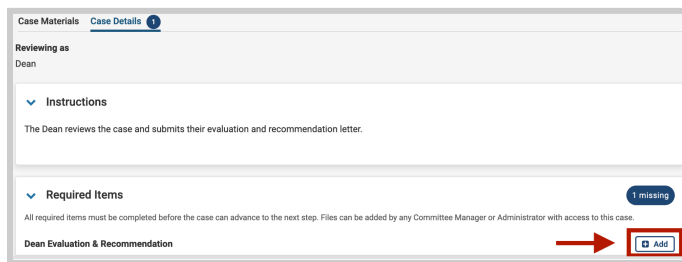 Case Materials Case Details 1
Reviewing as
Dean
Instructions
The Dean reviews the case and submits their evaluation and recommendation letter.
Required Items 1 missing
All required items must be completed before the case can advance to the next step. Files can be added by any Committee Manager or Administrator with access to this case.
Dean Evaluation & Recommendation Add